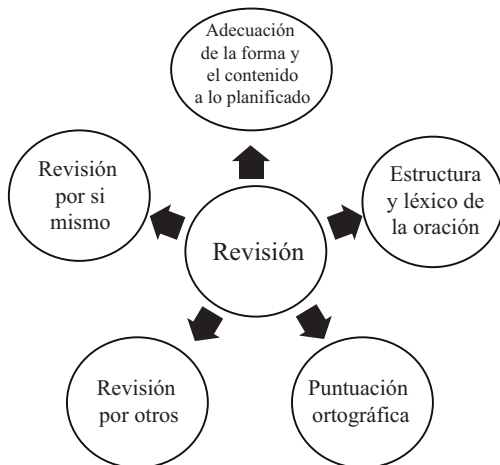 Adecuación
de la forma y
el contenido
a lo planificado
Revisión
por si
mismo
Estructura
y léxico de
la oración
Revisión
Revisión
por otros
Puntuación
ortográfica